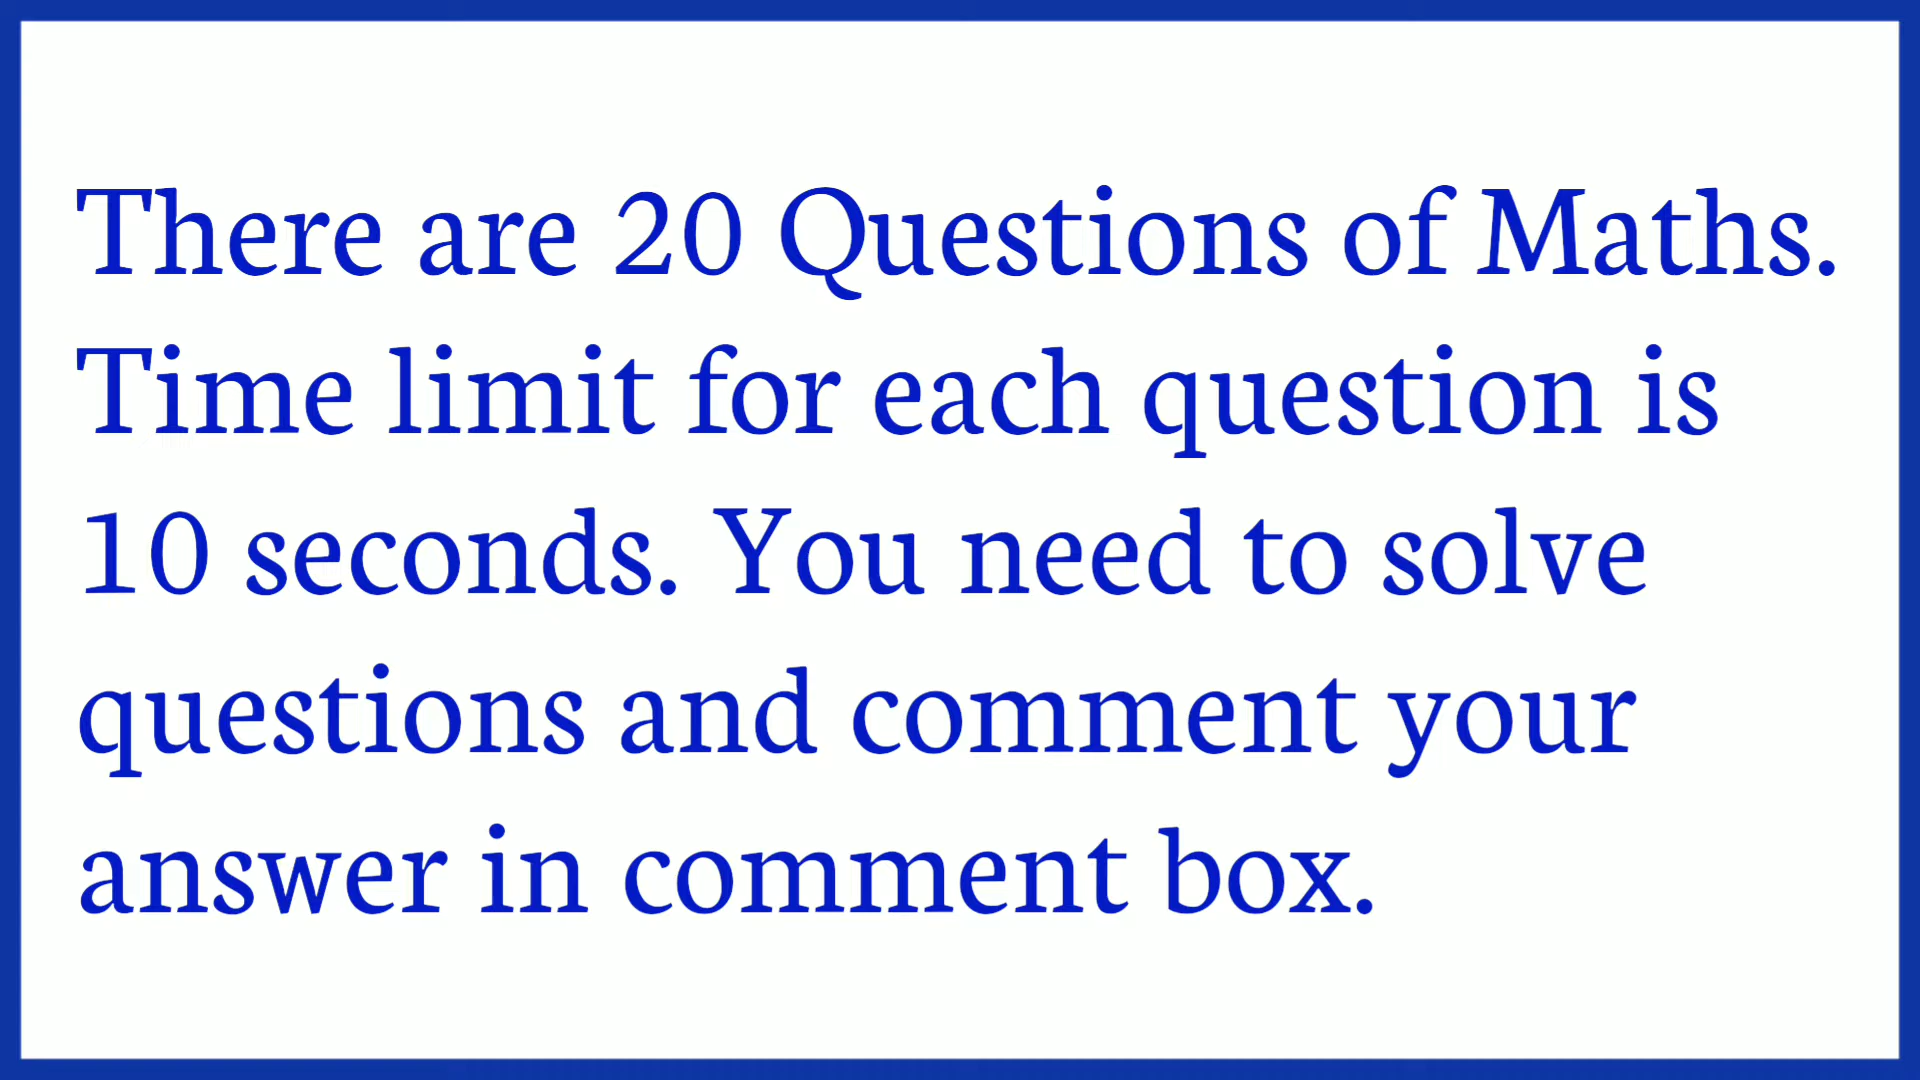 There are 20 Questions of Maths.
Time limit for each question is
10 seconds. You need to solve
questions and comment your
answer in comment box.